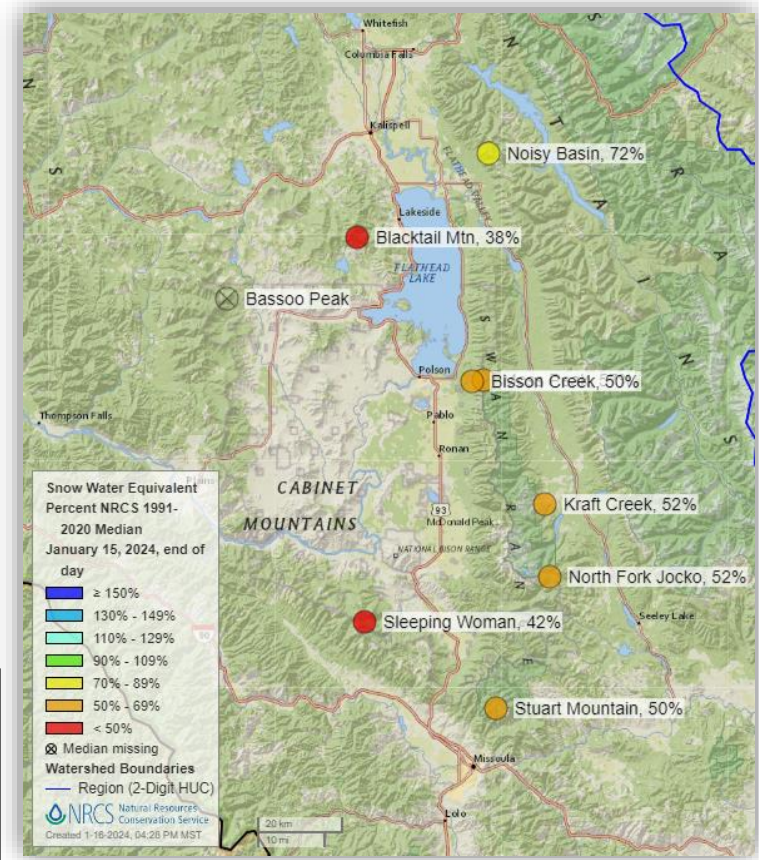 Whitefish
Columbia Falls
Kalispell
Noisy Basin, 72%
FLATHEAD VALLEY
Lakeside
Blacktail Mtn, 38%
FLATHEAD
LAKE
Bassoo Peak
Polson
Bisson Creek, 50%
Thompson Falls
Pablo
Ronan
Plains
CABINET
MOUNTAINS
93
McDonald Peak
Kraft Creek, 52%
NATIONAL BISON RANGE
North Fork Jocko, 52%
Sleeping Woman, 42%
Seeley Lake
Stuart Mountain, 50%
Missoula
Lolo
Snow Water Equivalent
Percent NRCS 1991-
2020 Median
January 15, 2024, end of
day
≥ 150%
130% - 149%
110% - 129%
90% - 109%
70% - 89%
50% - 69%
< 50%
Median missing
Watershed Boundaries
Region (2-Digit HUC)
NRCS Natural Resources
Conservation Service
Created 1-16-2024, 04:28 PM MST
90
20 km
10 mi